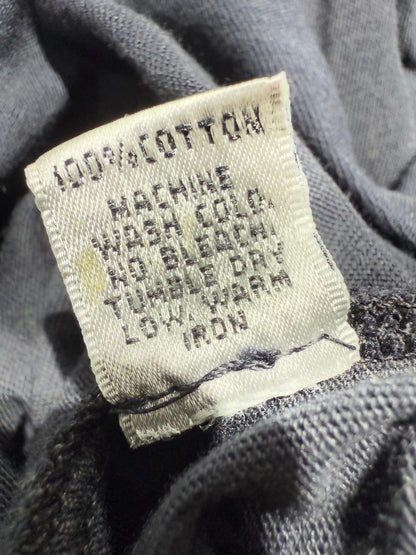 100% COTTON
MACHINE
WASH COLD,
NO BLEACH
TUMBLE DRY
LOW, WARM
IRON